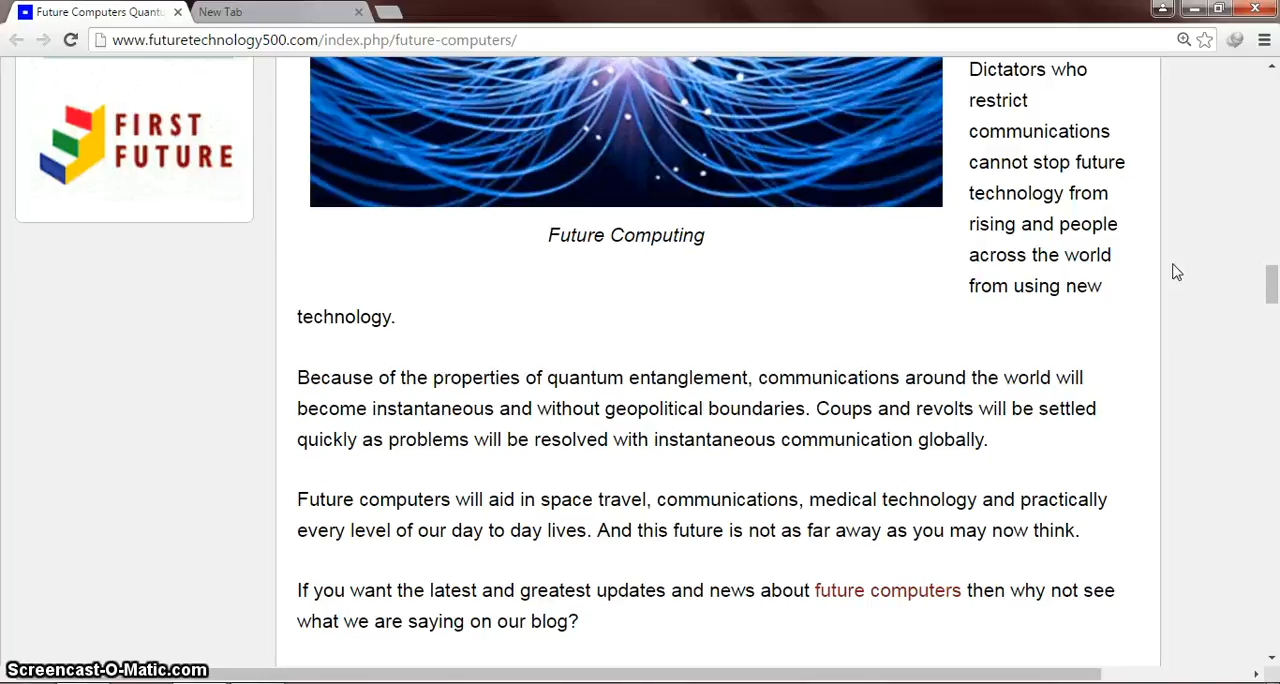 Future Computers Quant
New Tab
www.futuretechnology500.com/index.php/future-computers/
FIRST
FUTURE
Future Computing
Dictators who
restrict
communications
cannot stop future
technology from
rising and people
across the world
from using new
technology.
Because of the properties of quantum entanglement, communications around the world will
become instantaneous and without geopolitical boundaries. Coups and revolts will be settled
quickly as problems will be resolved with instantaneous communication globally.
Future computers will aid in space travel, communications, medical technology and practically
every level of our day to day lives. And this future is not as far away as you may now think.
If you want the latest and greatest updates and news about future computers then why not see
what we are saying on our blog?
Screencast-O-Matic.com